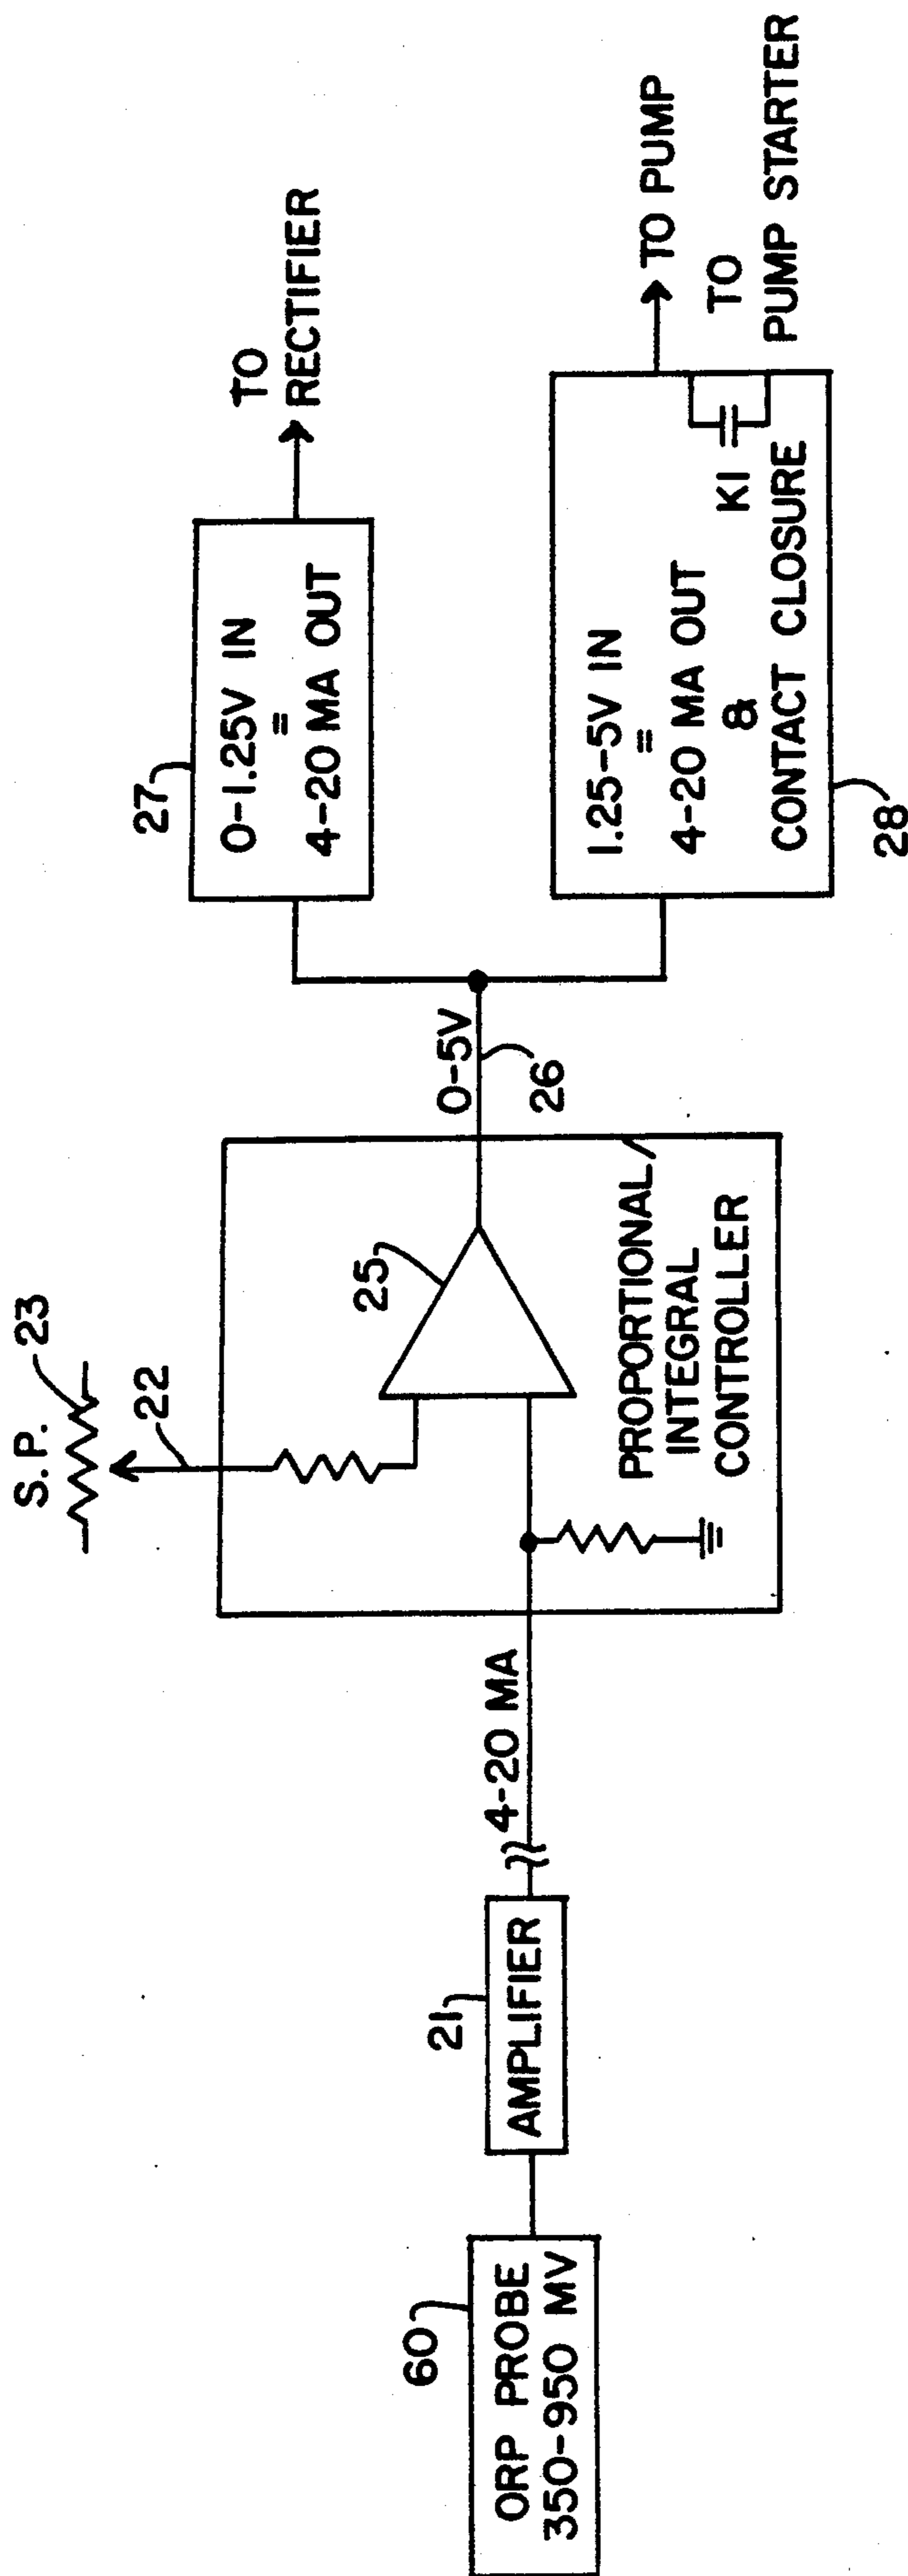 60
ORP PROBE
350-950 MV
21
AMPLIFIER
4-20 MA
S.P.
23
22
25
PROPORTIONAL
INTEGRAL
CONTROLLER
0-5V
26
27
0-1.25V IN
=
4-20 MA OUT
TO
RECTIFIER
1.25-5V IN
=
4-20 MA OUT
&
CONTACT CLOSURE
K1
28
TO PUMP
TO
PUMP STARTER